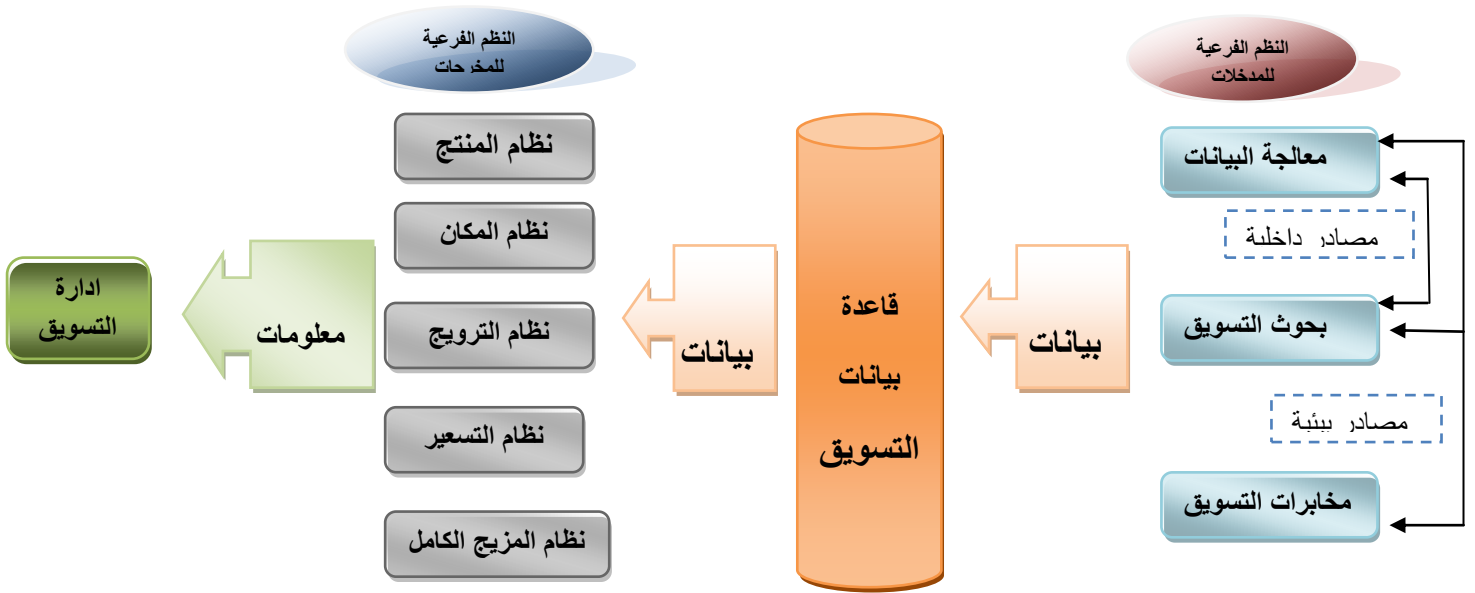 النظم الفرعية
للمدخلات
معالجة البيانات
مصادر داخلية
بحوث التسويق
مصادر بيئية
مخابرات التسويق
بيانات
قاعدة
بيانات
التسويق
بيانات
النظم الفرعية
للمخرجات
نظام المنتج
نظام المكان
نظام الترويج
نظام التسعير
نظام المزيج الكامل
معلومات
ادارة
التسويق